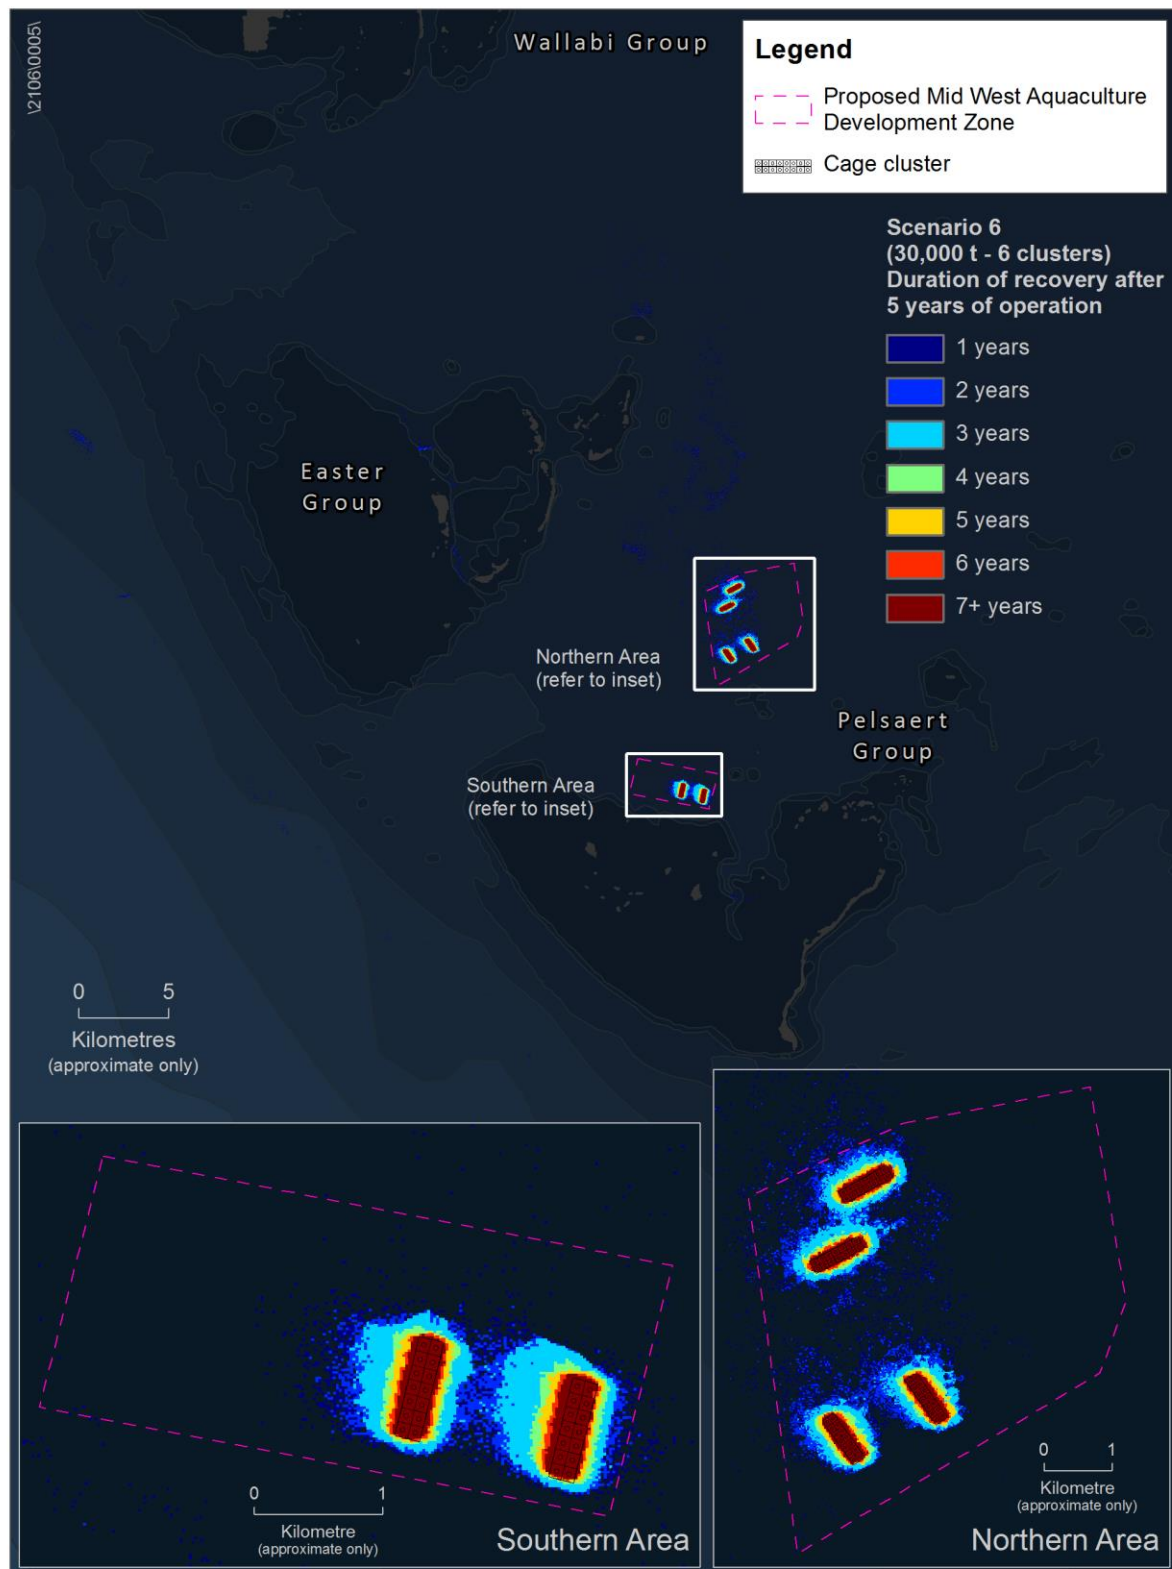 \2106\0005\
Wallabi Group
Legend
Proposed Mid West Aquaculture
Development Zone
Cage cluster
Scenario 6
(30,000 t - 6 clusters)
Duration of recovery after
5 years of operation
1 years
2 years
3 years
4 years
5 years
6 years
7+ years
Easter
Group
Northern Area
(refer to inset)
Pelsaert
Group
Southern Area
(refer to inset)
0 5
Kilometres
(approximate only)
0 1
Kilometre
(approximate only)
Southern Area
0 1
Kilometre
(approximate only)
Northern Area